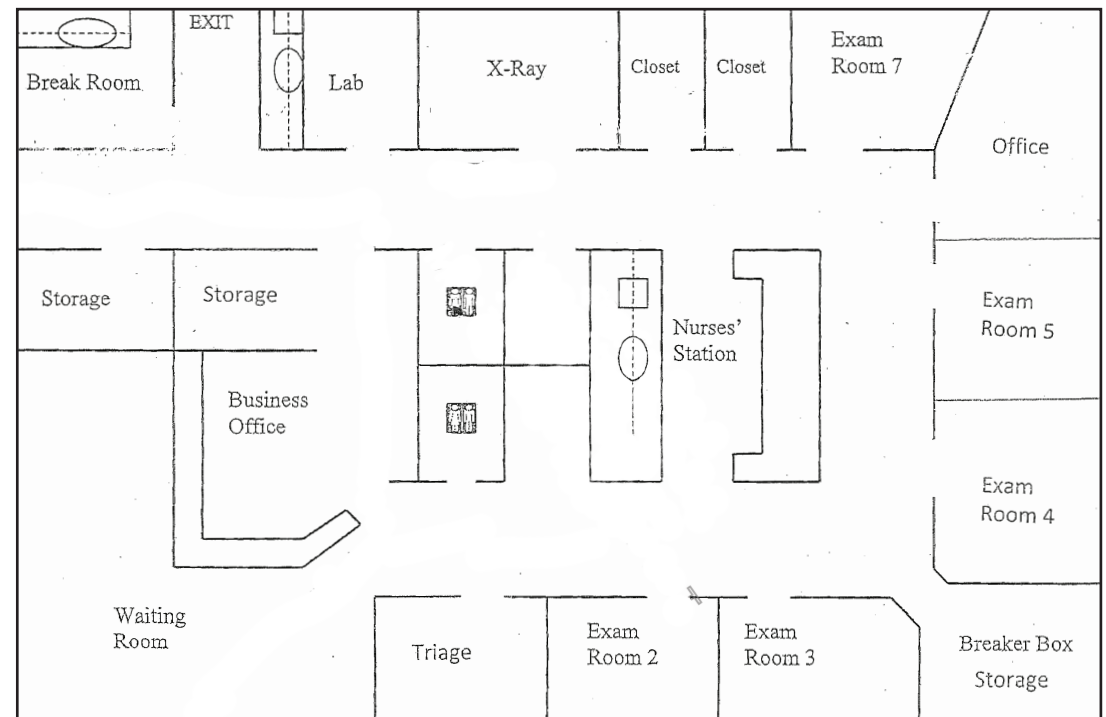 EXIT
Break Room
Lab
X-Ray
Closet
Closet
Exam
Room 7
Office
Storage
Storage
Nurses'
Station
Exam
Room 5
Business
Office
Exam
Room 4
Waiting
Room
Triage
Exam
Room 2
Exam
Room 3
Breaker Box
Storage